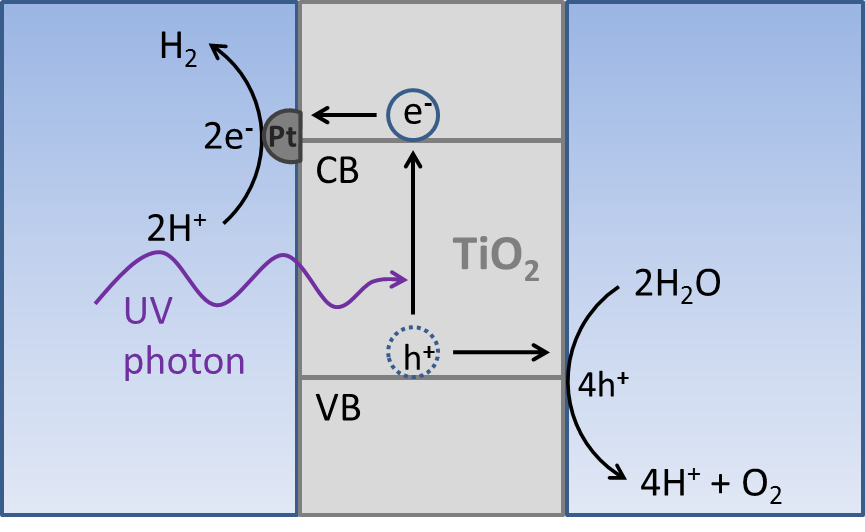 H₂
2e⁻
Pt
e⁻
CB
2H⁺
TiO₂
UV
photon
2H₂O
h⁺
4h⁺
VB
4H⁺ + O₂